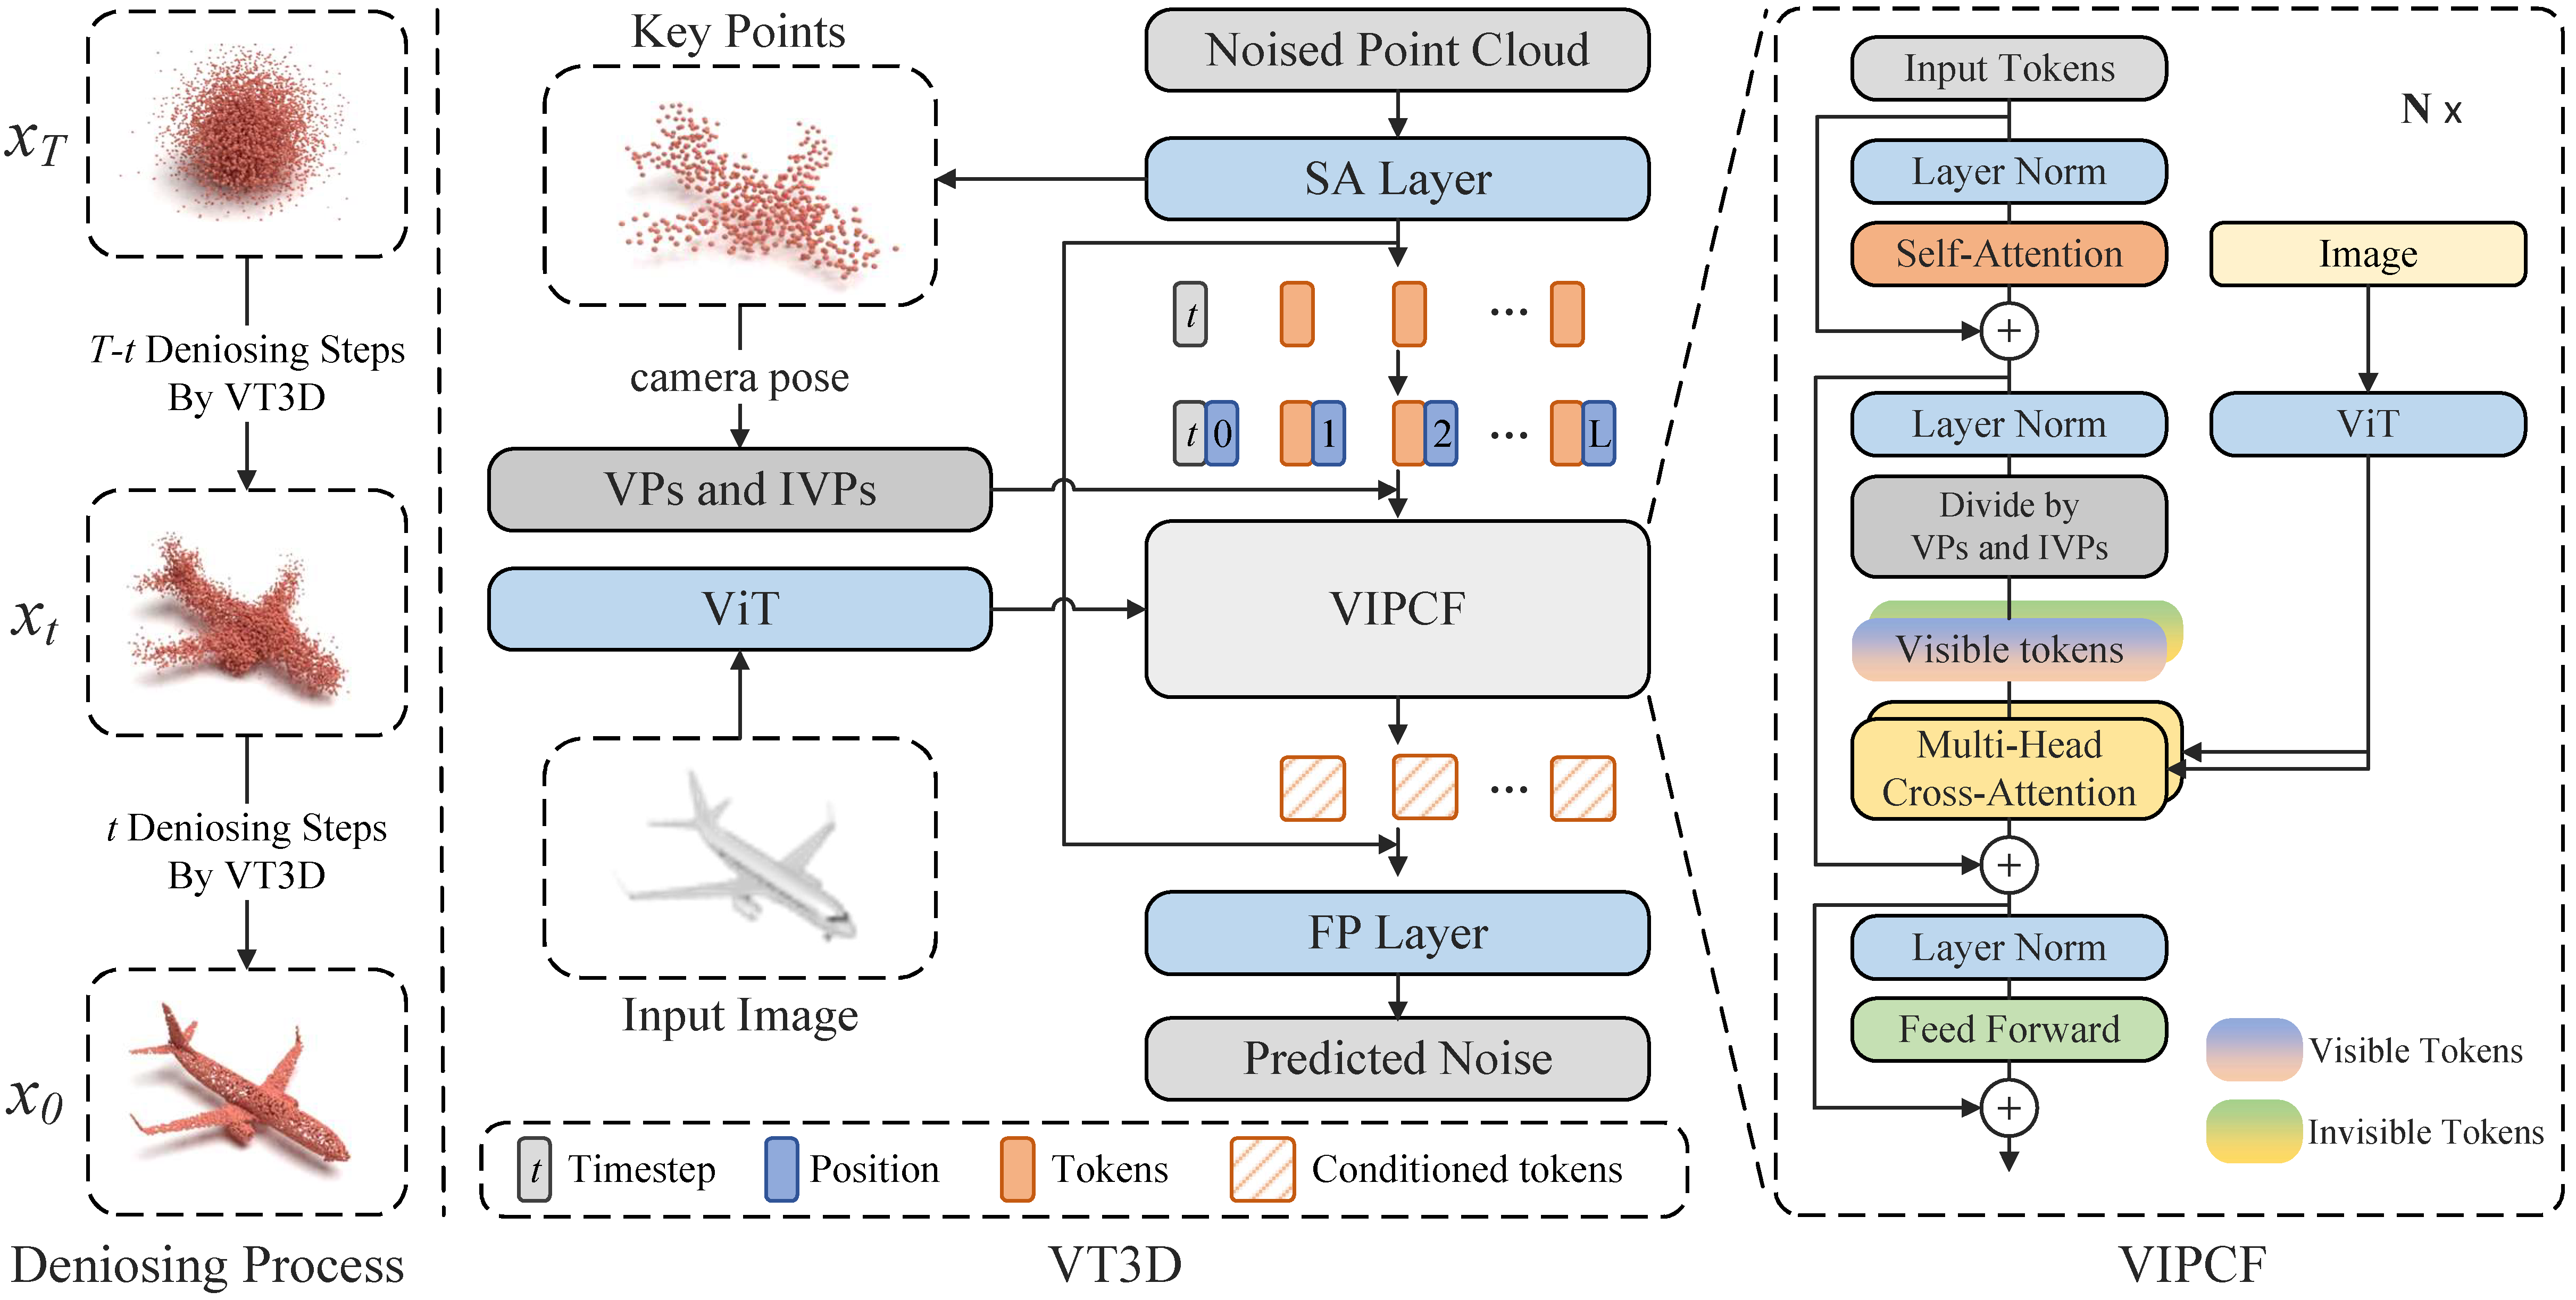 x_T
T-t Deniosing Steps
By VT3D
x_t
t Deniosing Steps
By VT3D
x_0
Deniosing Process
Key Points
camera pose
VPs and IVPs
ViT
Input Image
Noised Point Cloud
SA Layer
t ...
t 0 1 2 ... L
VIPCF
...
FP Layer
Predicted Noise
t Timestep Position Tokens Conditioned tokens
VT3D
Input Tokens
N x
Layer Norm
Self-Attention
Image
+
Layer Norm
ViT
Divide by
VPs and IVPs
Visible tokens
Multi-Head
Cross-Attention
+
Layer Norm
Feed Forward
+
Visible Tokens
Invisible Tokens
VIPCF